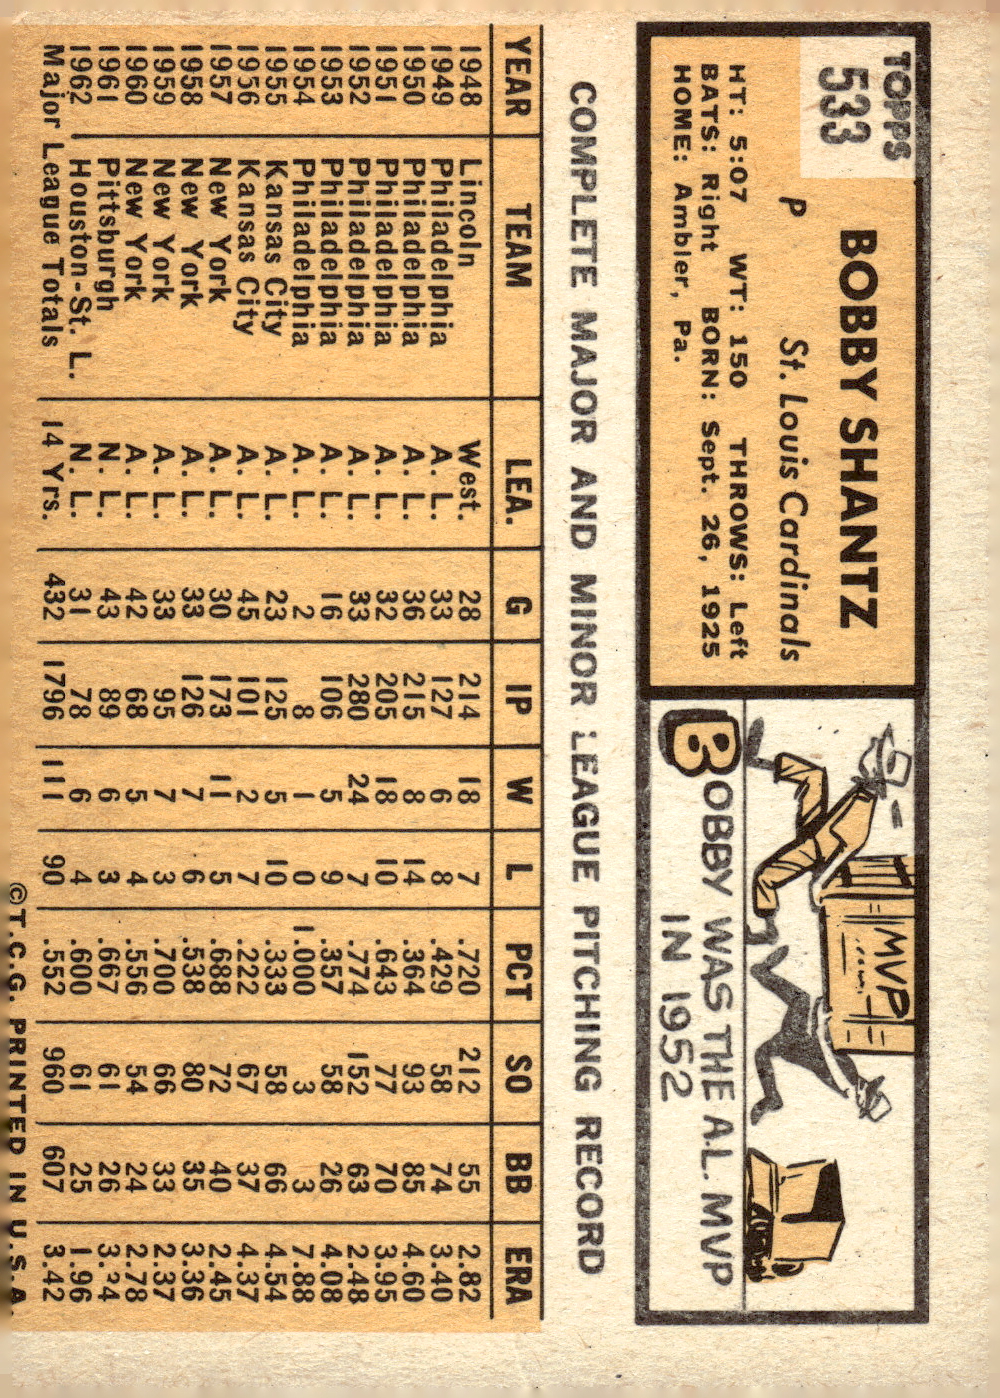 TOPPS
533
BOBBY SHANTZ
P St. Louis Cardinals
HT: 5:07 WT: 150 THROWS: Left
BATS: Right BORN: Sept. 26, 1925
HOME: Ambler, Pa.
MVP
BOBBY WAS THE A.L. MVP
IN 1952
COMPLETE MAJOR AND MINOR LEAGUE PITCHING RECORD
YEAR TEAM LEA. G IP W L PCT SO BB ERA
1948 Lincoln West. 28 214 18 7 .720 212 55 2.82
1949 Philadelphia A. L. 33 127 6 8 .429 58 74 3.40
1950 Philadelphia A. L. 36 215 8 14 .364 93 85 4.60
1951 Philadelphia A. L. 32 205 18 10 .643 77 70 3.95
1952 Philadelphia A. L. 33 280 24 7 .774 152 63 2.48
1953 Philadelphia A. L. 16 106 5 9 .357 58 26 4.08
1954 Philadelphia A. L. 2 8 1 0 1.000 3 3 7.88
1955 Kansas City A. L. 23 125 5 10 .333 58 66 4.54
1956 Kansas City A. L. 45 101 2 7 .222 67 37 4.37
1957 New York A. L. 30 173 11 5 .688 72 40 2.45
1958 New York A. L. 33 126 7 6 .538 80 35 3.36
1959 New York A. L. 33 95 7 3 .700 66 33 2.37
1960 New York A. L. 42 68 5 4 .556 54 24 2.78
1961 Pittsburgh N. L. 43 89 6 3 .667 61 26
1962 Houston-St. L. N. L. 31 78 6 4 .600 61 25 1.96
Major League Totals 14 Yrs. 432 1796 111 90 .552 960 607 3.42
©T.C.G. PRINTED IN U.S.A.